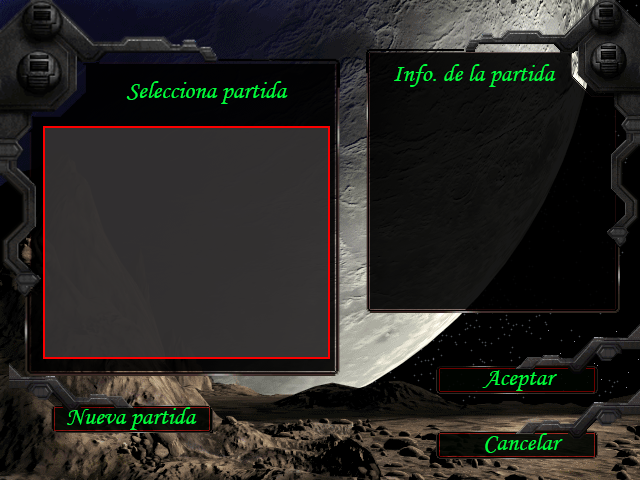 Selecciona partida
Info. de la partida
Nueva partida
Aceptar
Cancelar